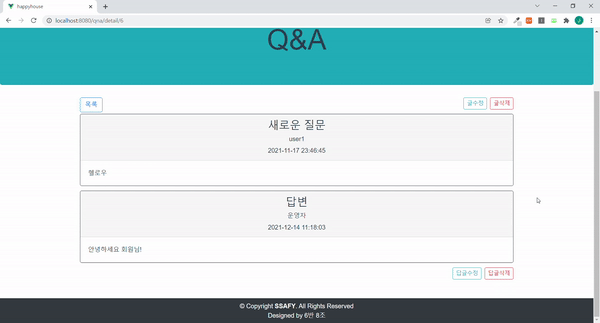 happyhouse
localhost:8080/qna/detail/6
Q&A
목록
글수정 글삭제
새로운 질문
user1
2021-11-17 23:46:45
헬로우
답변
운영자
2021-12-14 11:18:03
안녕하세요 회원님!
답글수정 답글삭제
© Copyright SSAFY. All Rights Reserved
Designed by 6반 8조